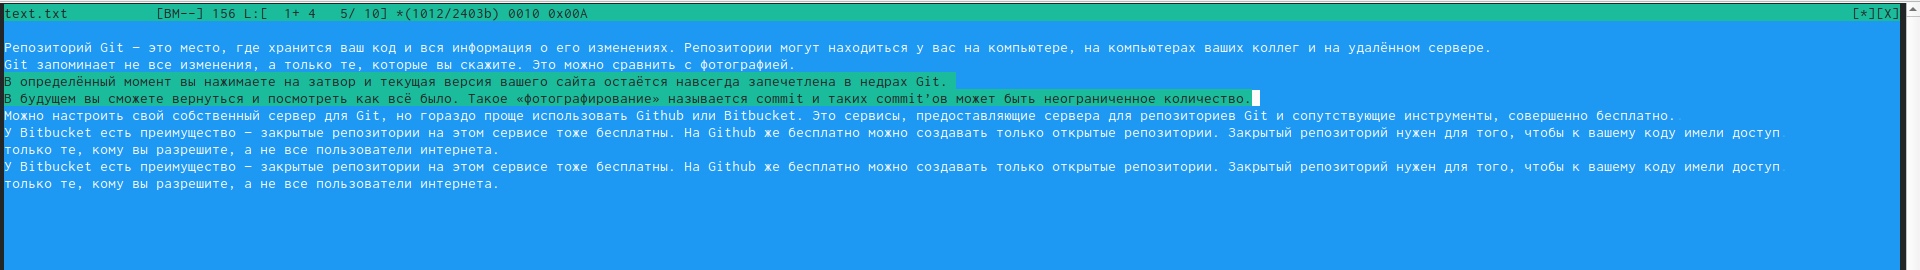 text.txt [BM--] 156 L:[ 1+ 4 5/ 10] *(1012/2403b) 0010 0x00A [*][X]
Репозиторий Git – это место, где хранится ваш код и вся информация о его изменениях. Репозитории могут находиться у вас на компьютере, на компьютерах ваших коллег и на удалённом сервере.
Git запоминает не все изменения, а только те, которые вы скажите. Это можно сравнить с фотографией.
В определённый момент вы нажимаете на затвор и текущая версия вашего сайта остаётся навсегда запечетлена в недрах Git.
В будущем вы сможете вернуться и посмотреть как всё было. Такое «фотографирование» называется commit и таких commit'ов может быть неограниченное количество.
Можно настроить свой собственный сервер для Git, но гораздо проще использовать Github или Bitbucket. Это сервисы, предоставляющие сервера для репозиториев Git и сопутствующие инструменты, совершенно бесплатно.
У Bitbucket есть преимущество – закрытые репозитории на этом сервисе тоже бесплатны. На Github же бесплатно можно создавать только открытые репозитории. Закрытый репозиторий нужен для того, чтобы к вашему коду имели доступ
только те, кому вы разрешите, а не все пользователи интернета.
У Bitbucket есть преимущество – закрытые репозитории на этом сервисе тоже бесплатны. На Github же бесплатно можно создавать только открытые репозитории. Закрытый репозиторий нужен для того, чтобы к вашему коду имели доступ
только те, кому вы разрешите, а не все пользователи интернета.